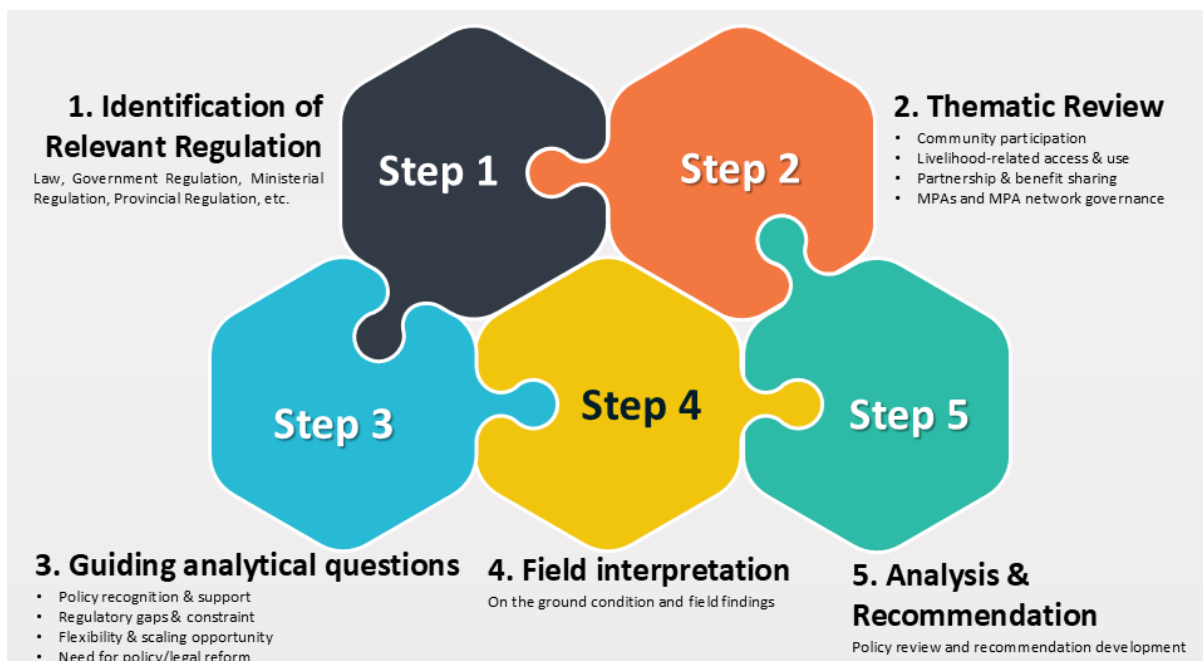 1. Identification of
Relevant Regulation
Law, Government Regulation, Ministerial
Regulation, Provincial Regulation, etc.
Step 1
Step 2
2. Thematic Review
• Community participation
• Livelihood-related access & use
• Partnership & benefit sharing
• MPAs and MPA network governance
Step 3
Step 4
Step 5
3. Guiding analytical questions
• Policy recognition & support
• Regulatory gaps & constraint
• Flexibility & scaling opportunity
• Need for policy/legal reform
4. Field interpretation
On the ground condition and field findings
5. Analysis &
Recommendation
Policy review and recommendation development